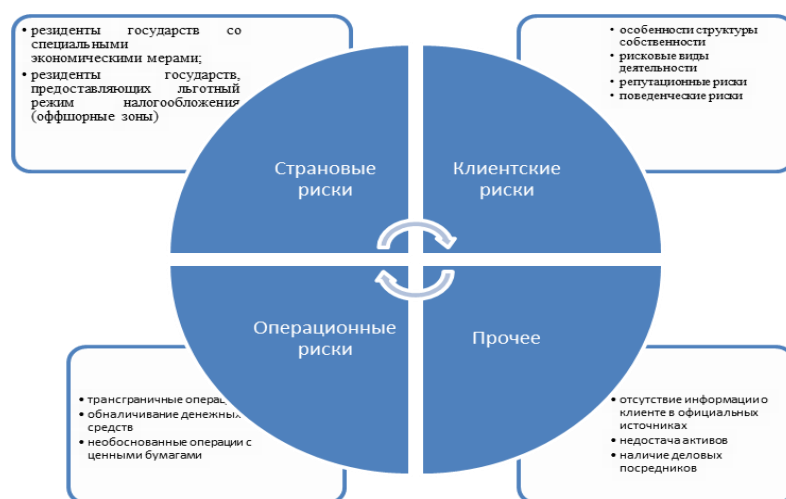 • резиденты государств со
специальными
экономическими мерами;
• резиденты государств,
предоставляющих льготный
режим налогообложения
(оффшорные зоны)
• особенности структуры
собственности
• рисковые виды
деятельности
• репутационные риски
• поведенческие риски
Страновые
риски
Клиентские
риски
Операционные
риски
Прочее
• трансграничные
• обналичивание денежных
средств
• необоснованные операции с
ценными бумагами
• отсутствие информации о
клиенте в официальных
источниках
• недостача активов
• наличие деловых
посредников